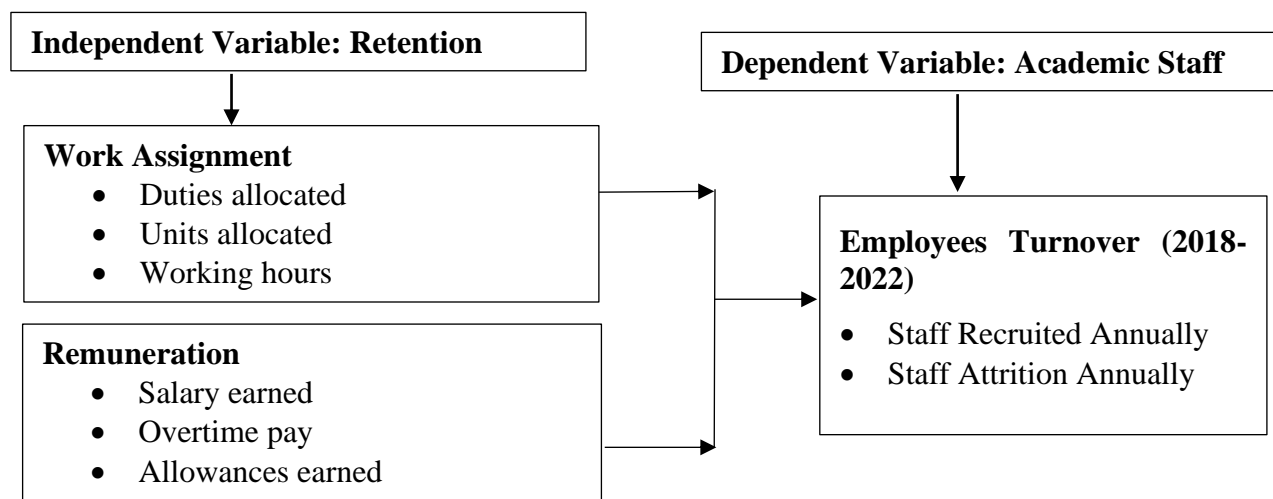 Independent Variable: Retention
Dependent Variable: Academic Staff
Work Assignment
• Duties allocated
• Units allocated
• Working hours
Employees Turnover (2018-
2022)
• Staff Recruited Annually
• Staff Attrition Annually
Remuneration
• Salary earned
• Overtime pay
• Allowances earned